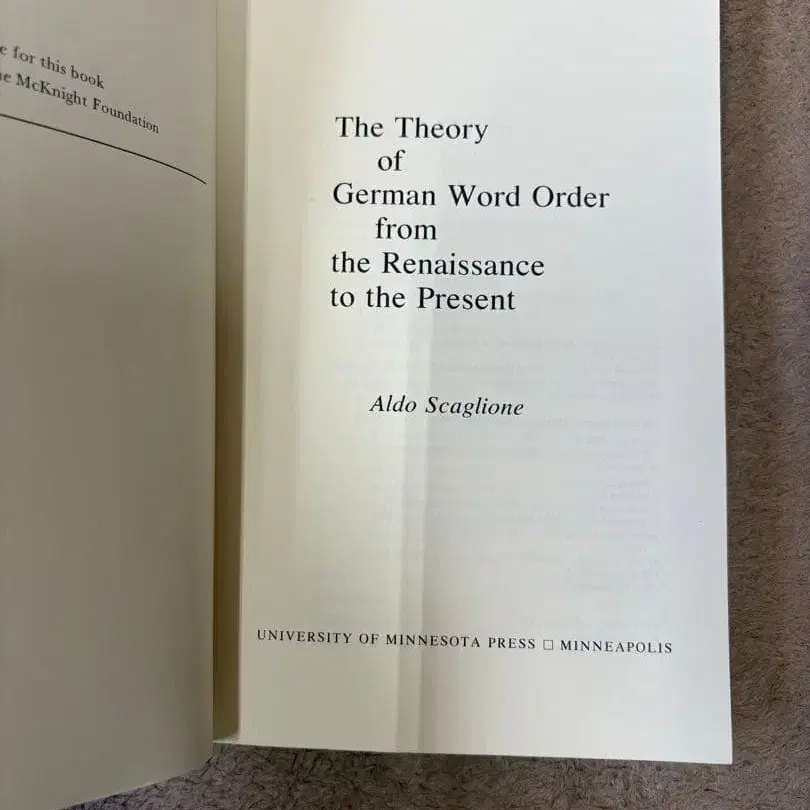 e for this book
e McKnight Foundation
The Theory
of
German Word Order
from
the Renaissance
to the Present
Aldo Scaglione
UNIVERSITY OF MINNESOTA PRESS □ MINNEAPOLIS